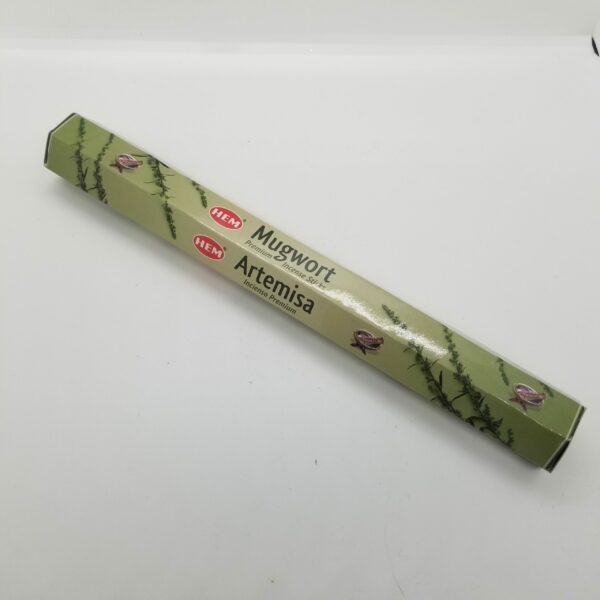 HEM
Mugwort
Premium Incense Sticks
HEM
Artemisa
Incienso Premium